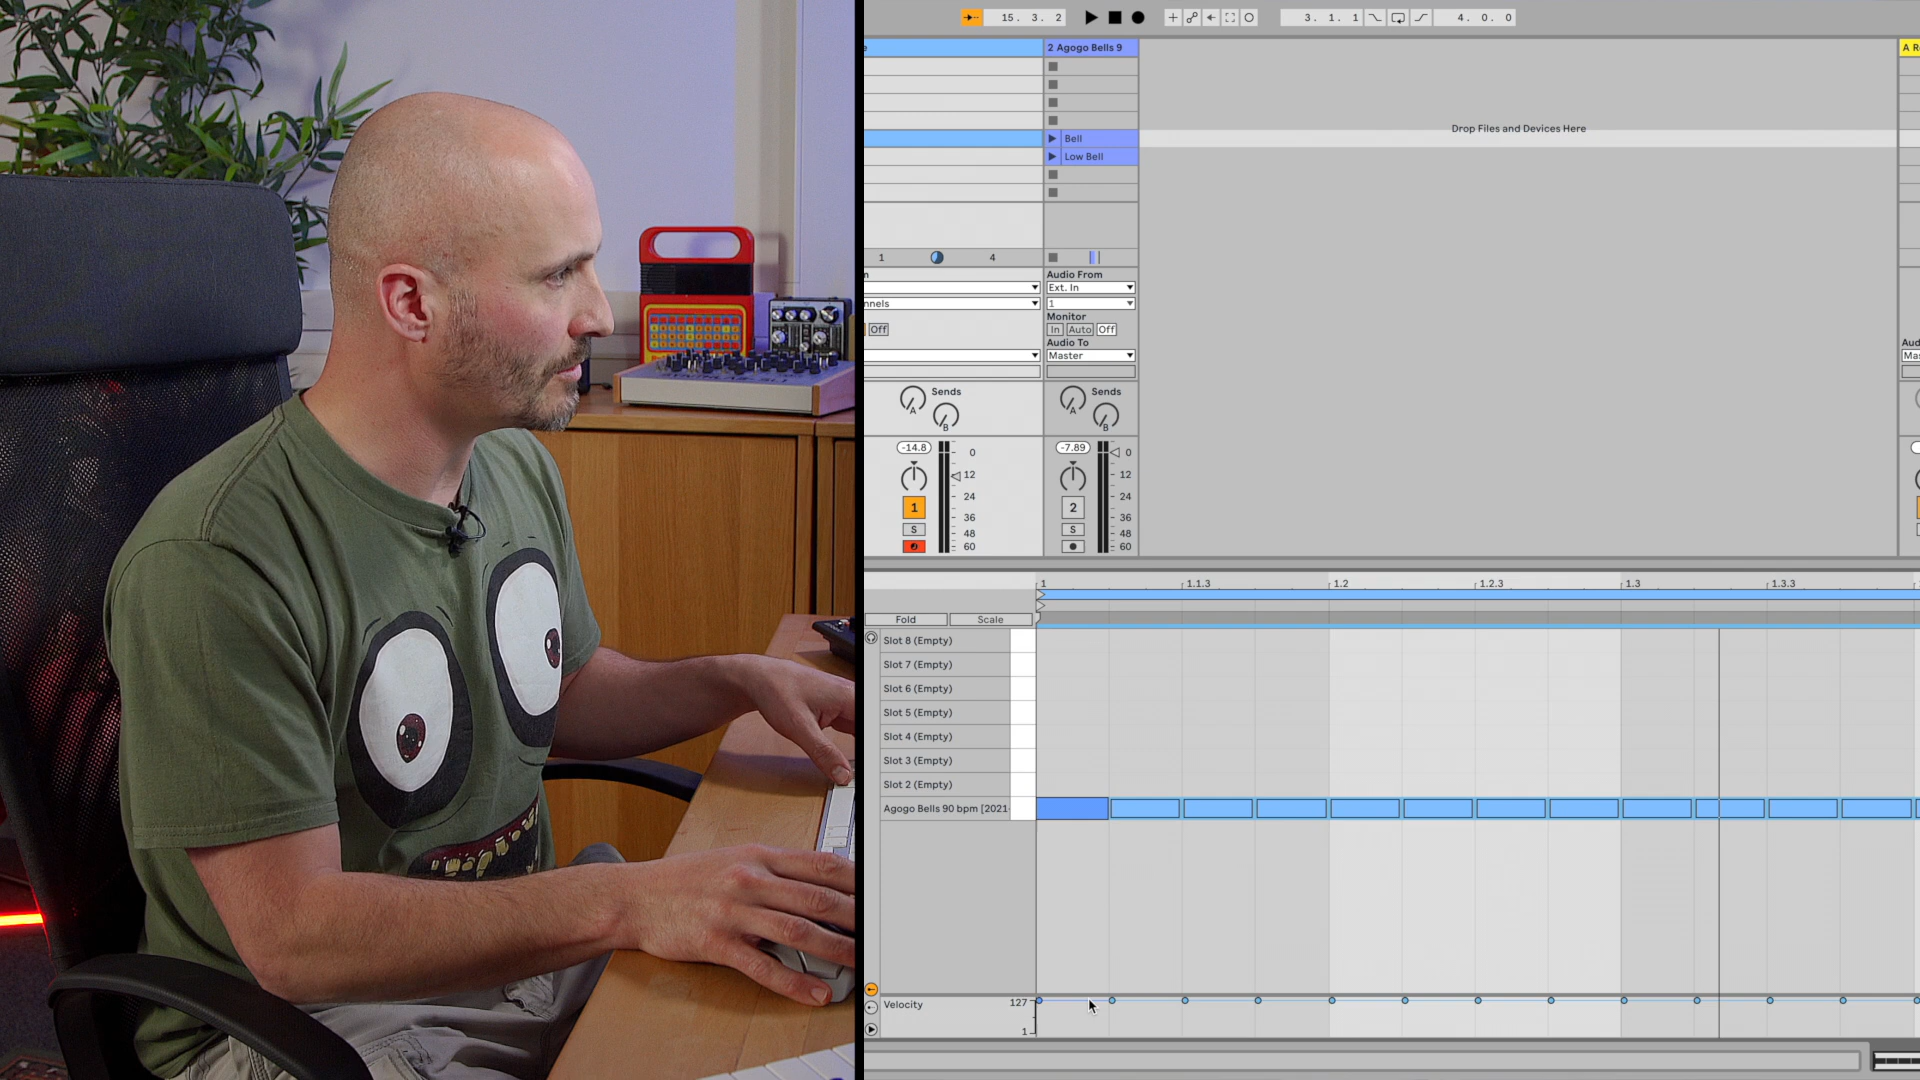 15. 3. 2
3. 1. 1
4. 0. 0
2 Agogo Bells 9
A R
Bell
Drop Files and Devices Here
Low Bell
1
4
Audio From
Ext. In
nnels
1
Monitor
Off
In
Auto
Off
Audio To
Master
Aud
Mas
Sends
A
B
Sends
A
B
-14.8
0
12
24
36
48
60
1
S
-7.89
0
12
24
36
48
60
2
S
1
1.1.3
1.2
1.2.3
1.3
1.3.3
Fold
Scale
Slot 8 (Empty)
Slot 7 (Empty)
Slot 6 (Empty)
Slot 5 (Empty)
Slot 4 (Empty)
Slot 3 (Empty)
Slot 2 (Empty)
Agogo Bells 90 bpm [2021-
Velocity
127
1